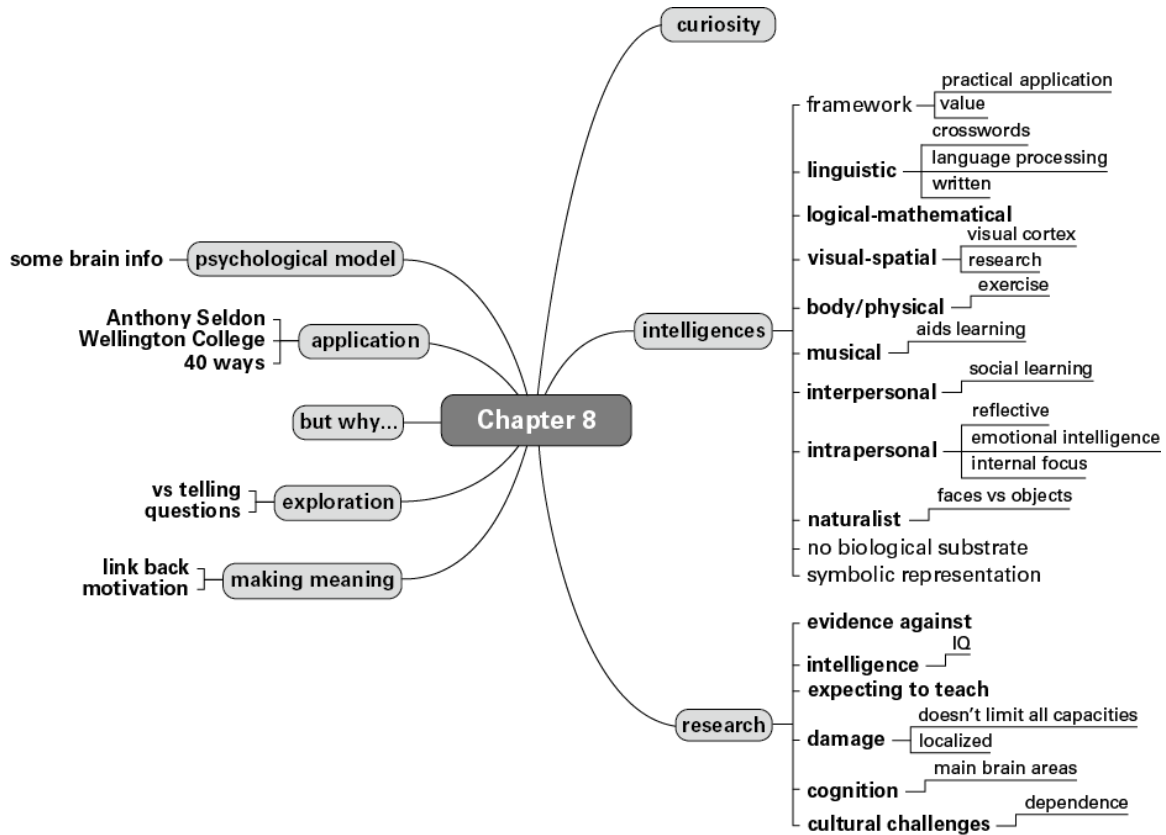 Chapter 8
curiosity
intelligences
framework
practical application
value
linguistic
crosswords
language processing
written
logical-mathematical
visual-spatial
visual cortex
research
body/physical
exercise
musical
aids learning
interpersonal
social learning
intrapersonal
reflective
emotional intelligence
internal focus
naturalist
faces vs objects
no biological substrate
symbolic representation
research
evidence against
intelligence
IQ
expecting to teach
damage
doesn't limit all capacities
localized
cognition
main brain areas
cultural challenges
dependence
psychological model
some brain info
application
Anthony Seldon
Wellington College
40 ways
but why...
exploration
vs telling
questions
making meaning
link back
motivation